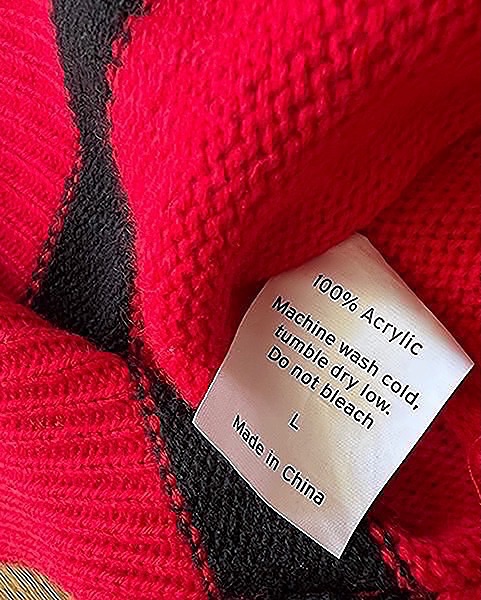 100% Acrylic
Machine wash cold,
tumble dry low.
Do not bleach
L
Made in China